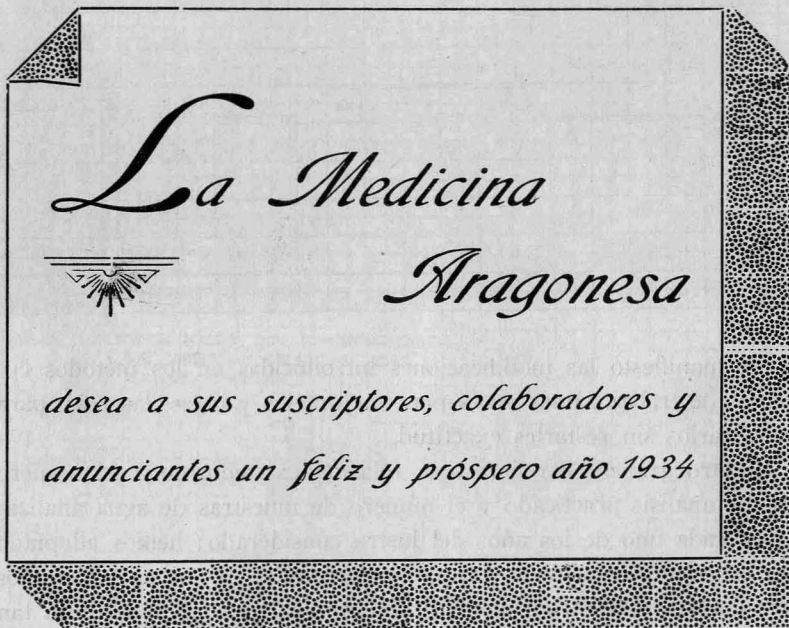 La Medicina
Aragonesa
desea a sus suscriptores, colaboradores y
anunciantes un feliz y próspero año 1934